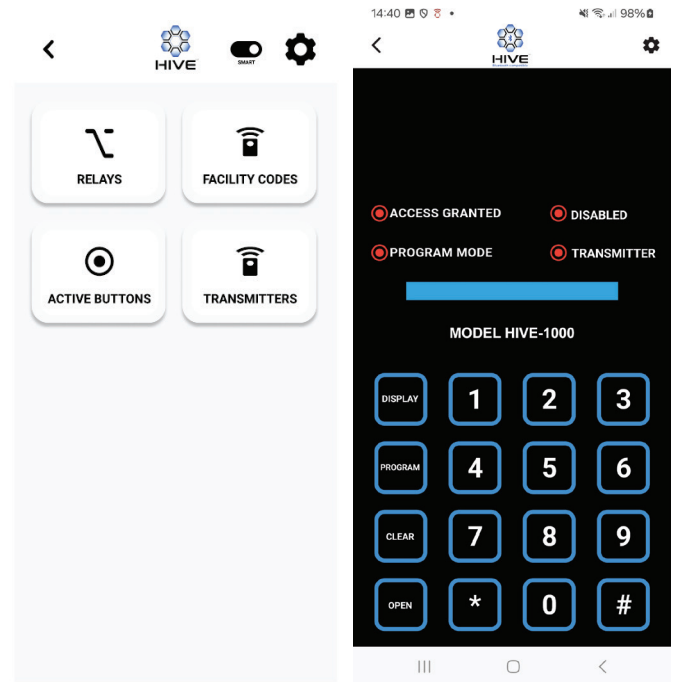 HIVE
SMART
RELAYS
FACILITY CODES
ACTIVE BUTTONS
TRANSMITTERS
14:40
98%
HIVE
ACCESS GRANTED
DISABLED
PROGRAM MODE
TRANSMITTER
MODEL HIVE-1000
DISPLAY 1 2 3
PROGRAM 4 5 6
CLEAR 7 8 9
OPEN * 0 #